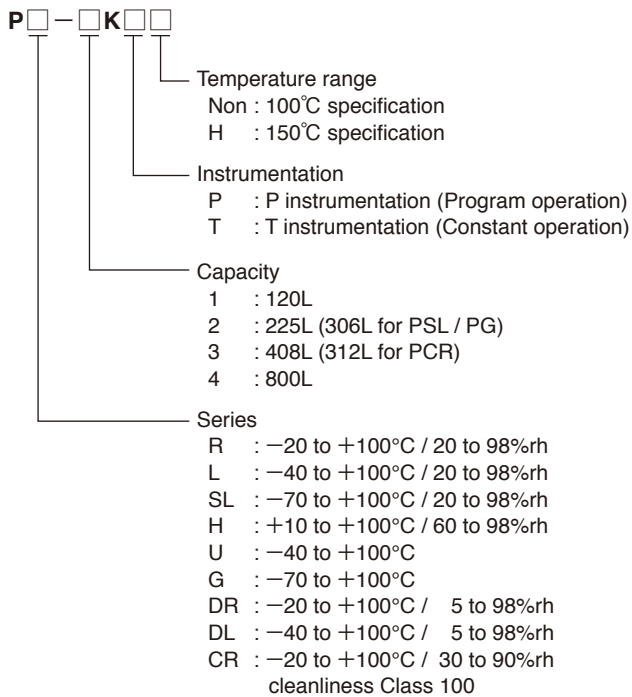 P□−□K□□
Temperature range
Non : 100℃ specification
H : 150℃ specification
Instrumentation
P : P instrumentation (Program operation)
T : T instrumentation (Constant operation)
Capacity
1 : 120L
2 : 225L (306L for PSL / PG)
3 : 408L (312L for PCR)
4 : 800L
Series
R : −20 to +100°C / 20 to 98%rh
L : −40 to +100°C / 20 to 98%rh
SL : −70 to +100°C / 20 to 98%rh
H : +10 to +100°C / 60 to 98%rh
U : −40 to +100°C
G : −70 to +100°C
DR : −20 to +100°C / 5 to 98%rh
DL : −40 to +100°C / 5 to 98%rh
CR : −20 to +100°C / 30 to 90%rh
cleanliness Class 100